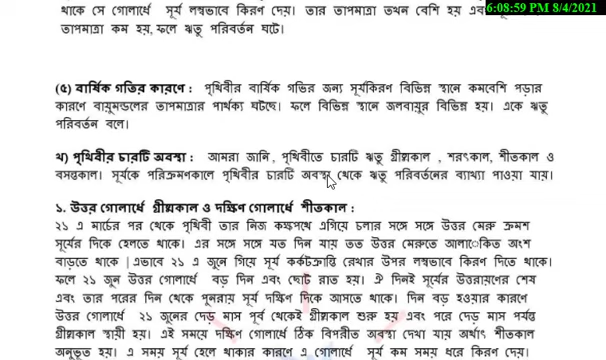 থাকে সে গোলার্ধে সূর্য লম্বভাবে কিরণ দেয়। তার তাপমাত্রা তখন বেশি হয় এবং
6:08:59 PM 8/4/2021
তাপমাত্রা কম হয়, ফলে ঋতু পরিবর্তন ঘটে।
(৫) বার্ষিক গতির কারণে : পৃথিবীর বার্ষিক গতির জন্য সূর্যকিরণ বিভিন্ন স্থানে কমবেশি পড়ার
কারণে বায়ুমন্ডলের তাপমাত্রার পার্থক্য ঘটছে। ফলে বিভিন্ন স্থানে জলবায়ুর বিভিন্ন হয়। একে ঋতু
পরিবর্তন বলে।
খ) পৃথিবীর চারটি অবস্থা : আমরা জানি , পৃথিবীতে চারটি ঋতু গ্রীষ্মকাল , শরৎকাল, শীতকাল ও
বসন্তকাল। সূর্যকে পরিক্রমণকালে পৃথিবীর চারটি অবস্থা থেকে ঋতু পরিবর্তনের ব্যাখ্যা পাওয়া যায়।
১. উত্তর গোলার্ধে গ্রীষ্মকাল ও দক্ষিণ গোলার্ধে শীতকাল :
২১ এ মার্চের পর থেকে পৃথিবী তার নিজ কক্ষপথে এগিয়ে চলার সঙ্গে সঙ্গে উত্তর মেরু ক্রমশ
সূর্যের দিকে হেলতে থাকে। এর সঙ্গে সঙ্গে যত দিন যায় তত উত্তর মেরুতে আলোকিত অংশ
বাড়তে থাকে | এভাবে ২১ এ জুনে গিয়ে সূর্য কর্কটক্রান্তি রেখার উপর লম্বভাবে কিরণ দিতে থাকে।
ফলে ২১ জুন উত্তর গোলার্ধে বড় দিন এবং ছোট রাত হয়। ঐ দিনই সূর্যের উত্তরায়ণের শেষ
এবং তার পরের দিন থেকে পুনরায় সূর্য দক্ষিণ দিকে আসতে থাকে। দিন বড় হওয়ার কারণে
উত্তর গোলার্ধে ২১ জুনের দেড় মাস পূর্ব থেকেই গ্রীষ্মকাল শুরু হয় এবং পরে দেড় মাস পর্যন্ত
গ্রীষ্মকাল স্থায়ী হয়। এই সময়ে দক্ষিণ গোলার্ধে ঠিক বিপরীত অবস্থা দেখা যায় অর্থাৎ শীতকাল
অনুভূত হয়। এ সময় সূর্য হেলে থাকার কারণে এ গোলার্ধে সূর্য কম সময় ধরে কিরণ দেয়।